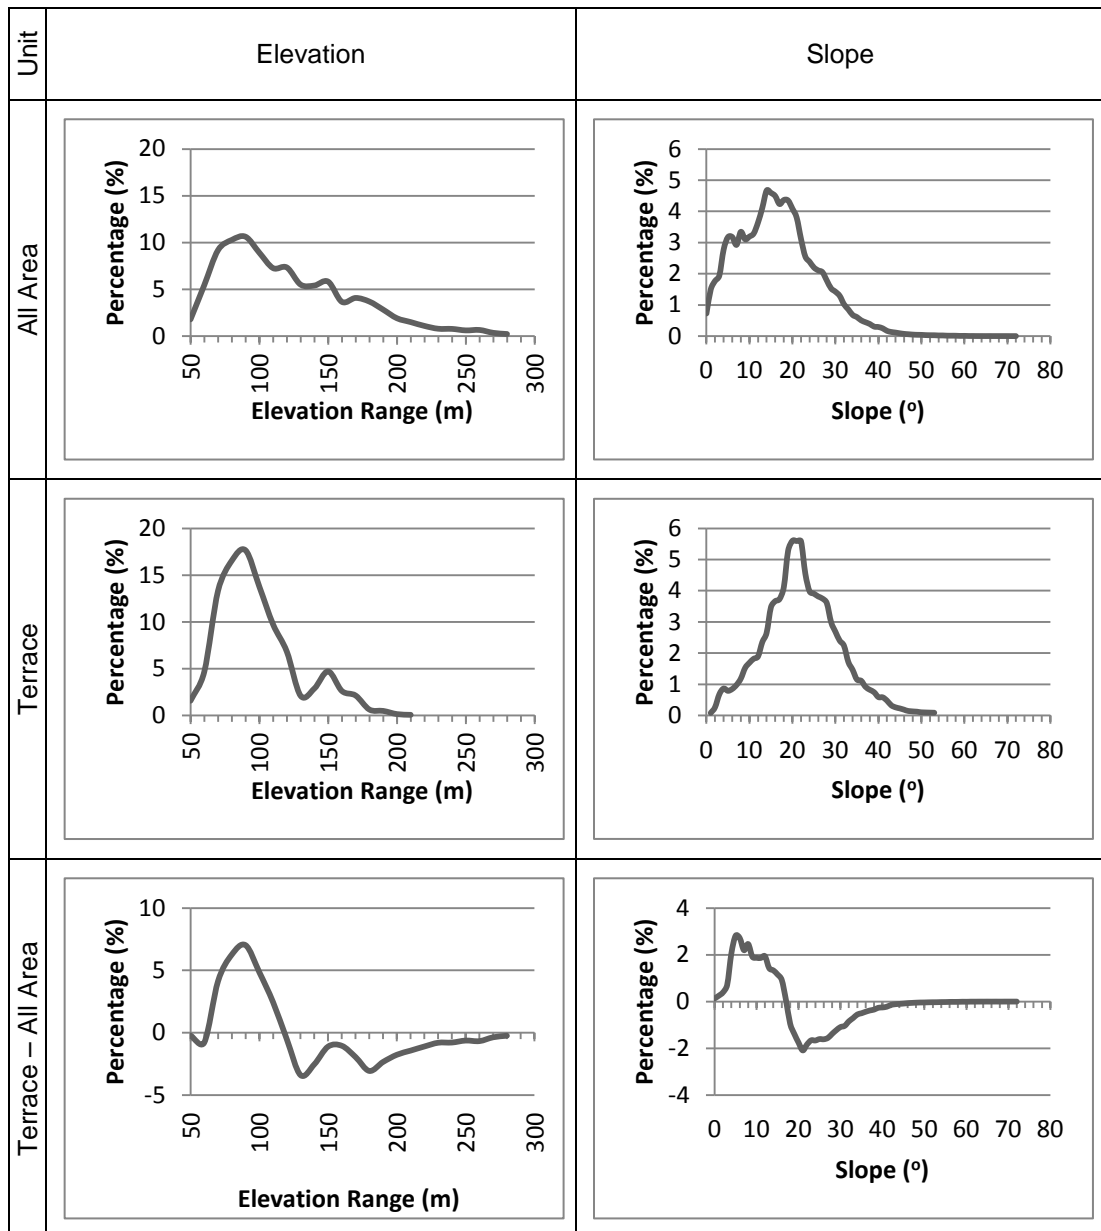 Unit
Elevation
Slope
All Area
Percentage (%)
20
15
10
5
0
50
100
150
200
250
300
Elevation Range (m)
Percentage (%)
6
5
4
3
2
1
0
0 10 20 30 40 50 60 70 80
Slope (º)
Terrace
Percentage (%)
20
15
10
5
0
50
100
150
200
250
300
Elevation Range (m)
Percentage (%)
6
5
4
3
2
1
0
0 10 20 30 40 50 60 70 80
Slope (º)
Terrace – All Area
Percentage (%)
10
5
0
-5
50
100
150
200
250
300
Elevation Range (m)
Percentage (%)
4
2
0
-2
-4
0 10 20 30 40 50 60 70 80
Slope (º)